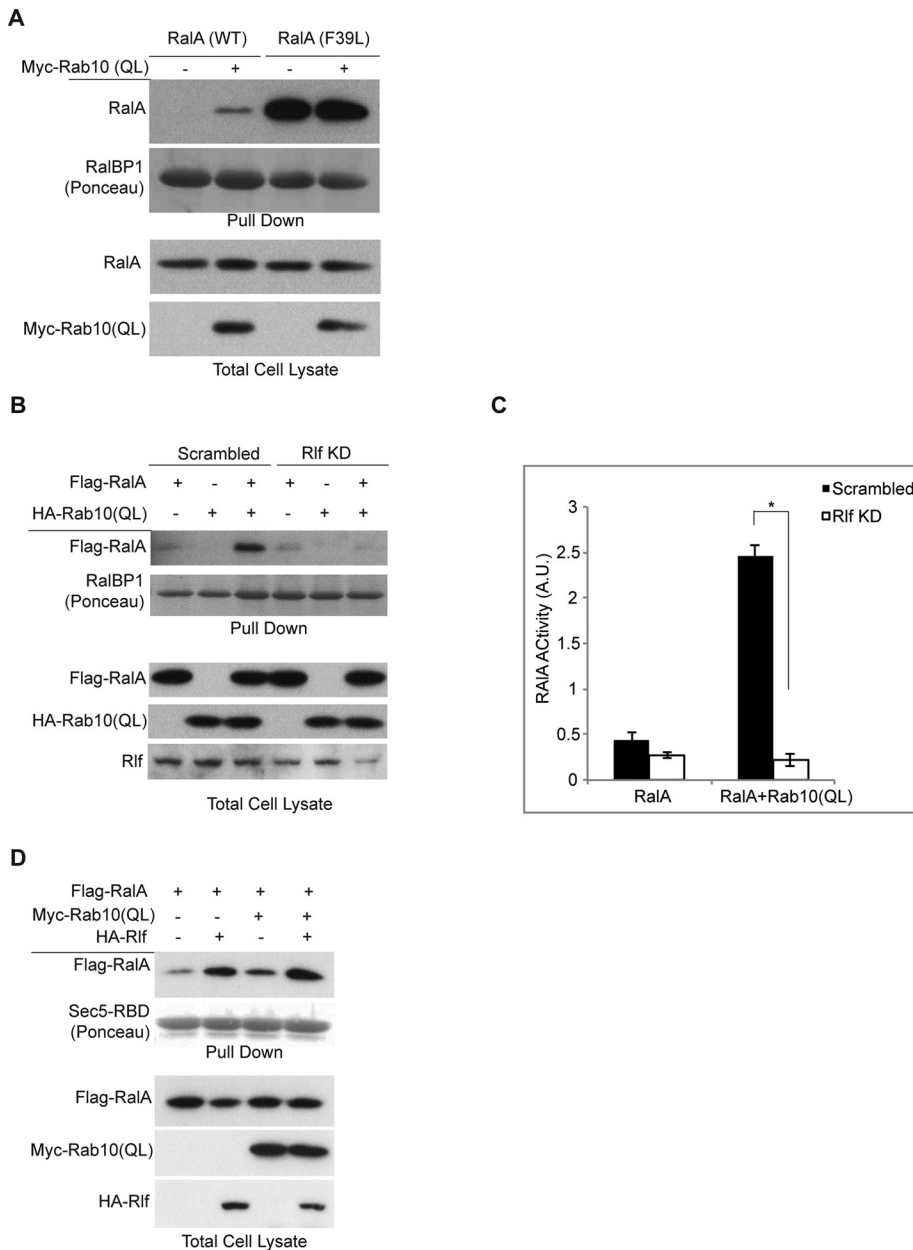 A
RalA (WT) RalA (F39L)
Myc-Rab10 (QL) - + - +
RalA
RalBP1
(Ponceau)
Pull Down
RalA
Myc-Rab10(QL)
Total Cell Lysate
B
Scrambled Rlf KD
Flag-RalA + - + + - +
HA-Rab10(QL) - + + - + +
Flag-RalA
RalBP1
(Ponceau)
Pull Down
Flag-RalA
HA-Rab10(QL)
Rlf
Total Cell Lysate
C
Scrambled
Rlf KD
*
3
2.5
2
1.5
1
0.5
0
RAlA ACtivity (A.U.)
RalA RalA+Rab10(QL)
D
Flag-RalA + + + +
Myc-Rab10(QL) - - + +
HA-Rlf - + - +
Flag-RalA
Sec5-RBD
(Ponceau)
Pull Down
Flag-RalA
Myc-Rab10(QL)
HA-Rlf
Total Cell Lysate